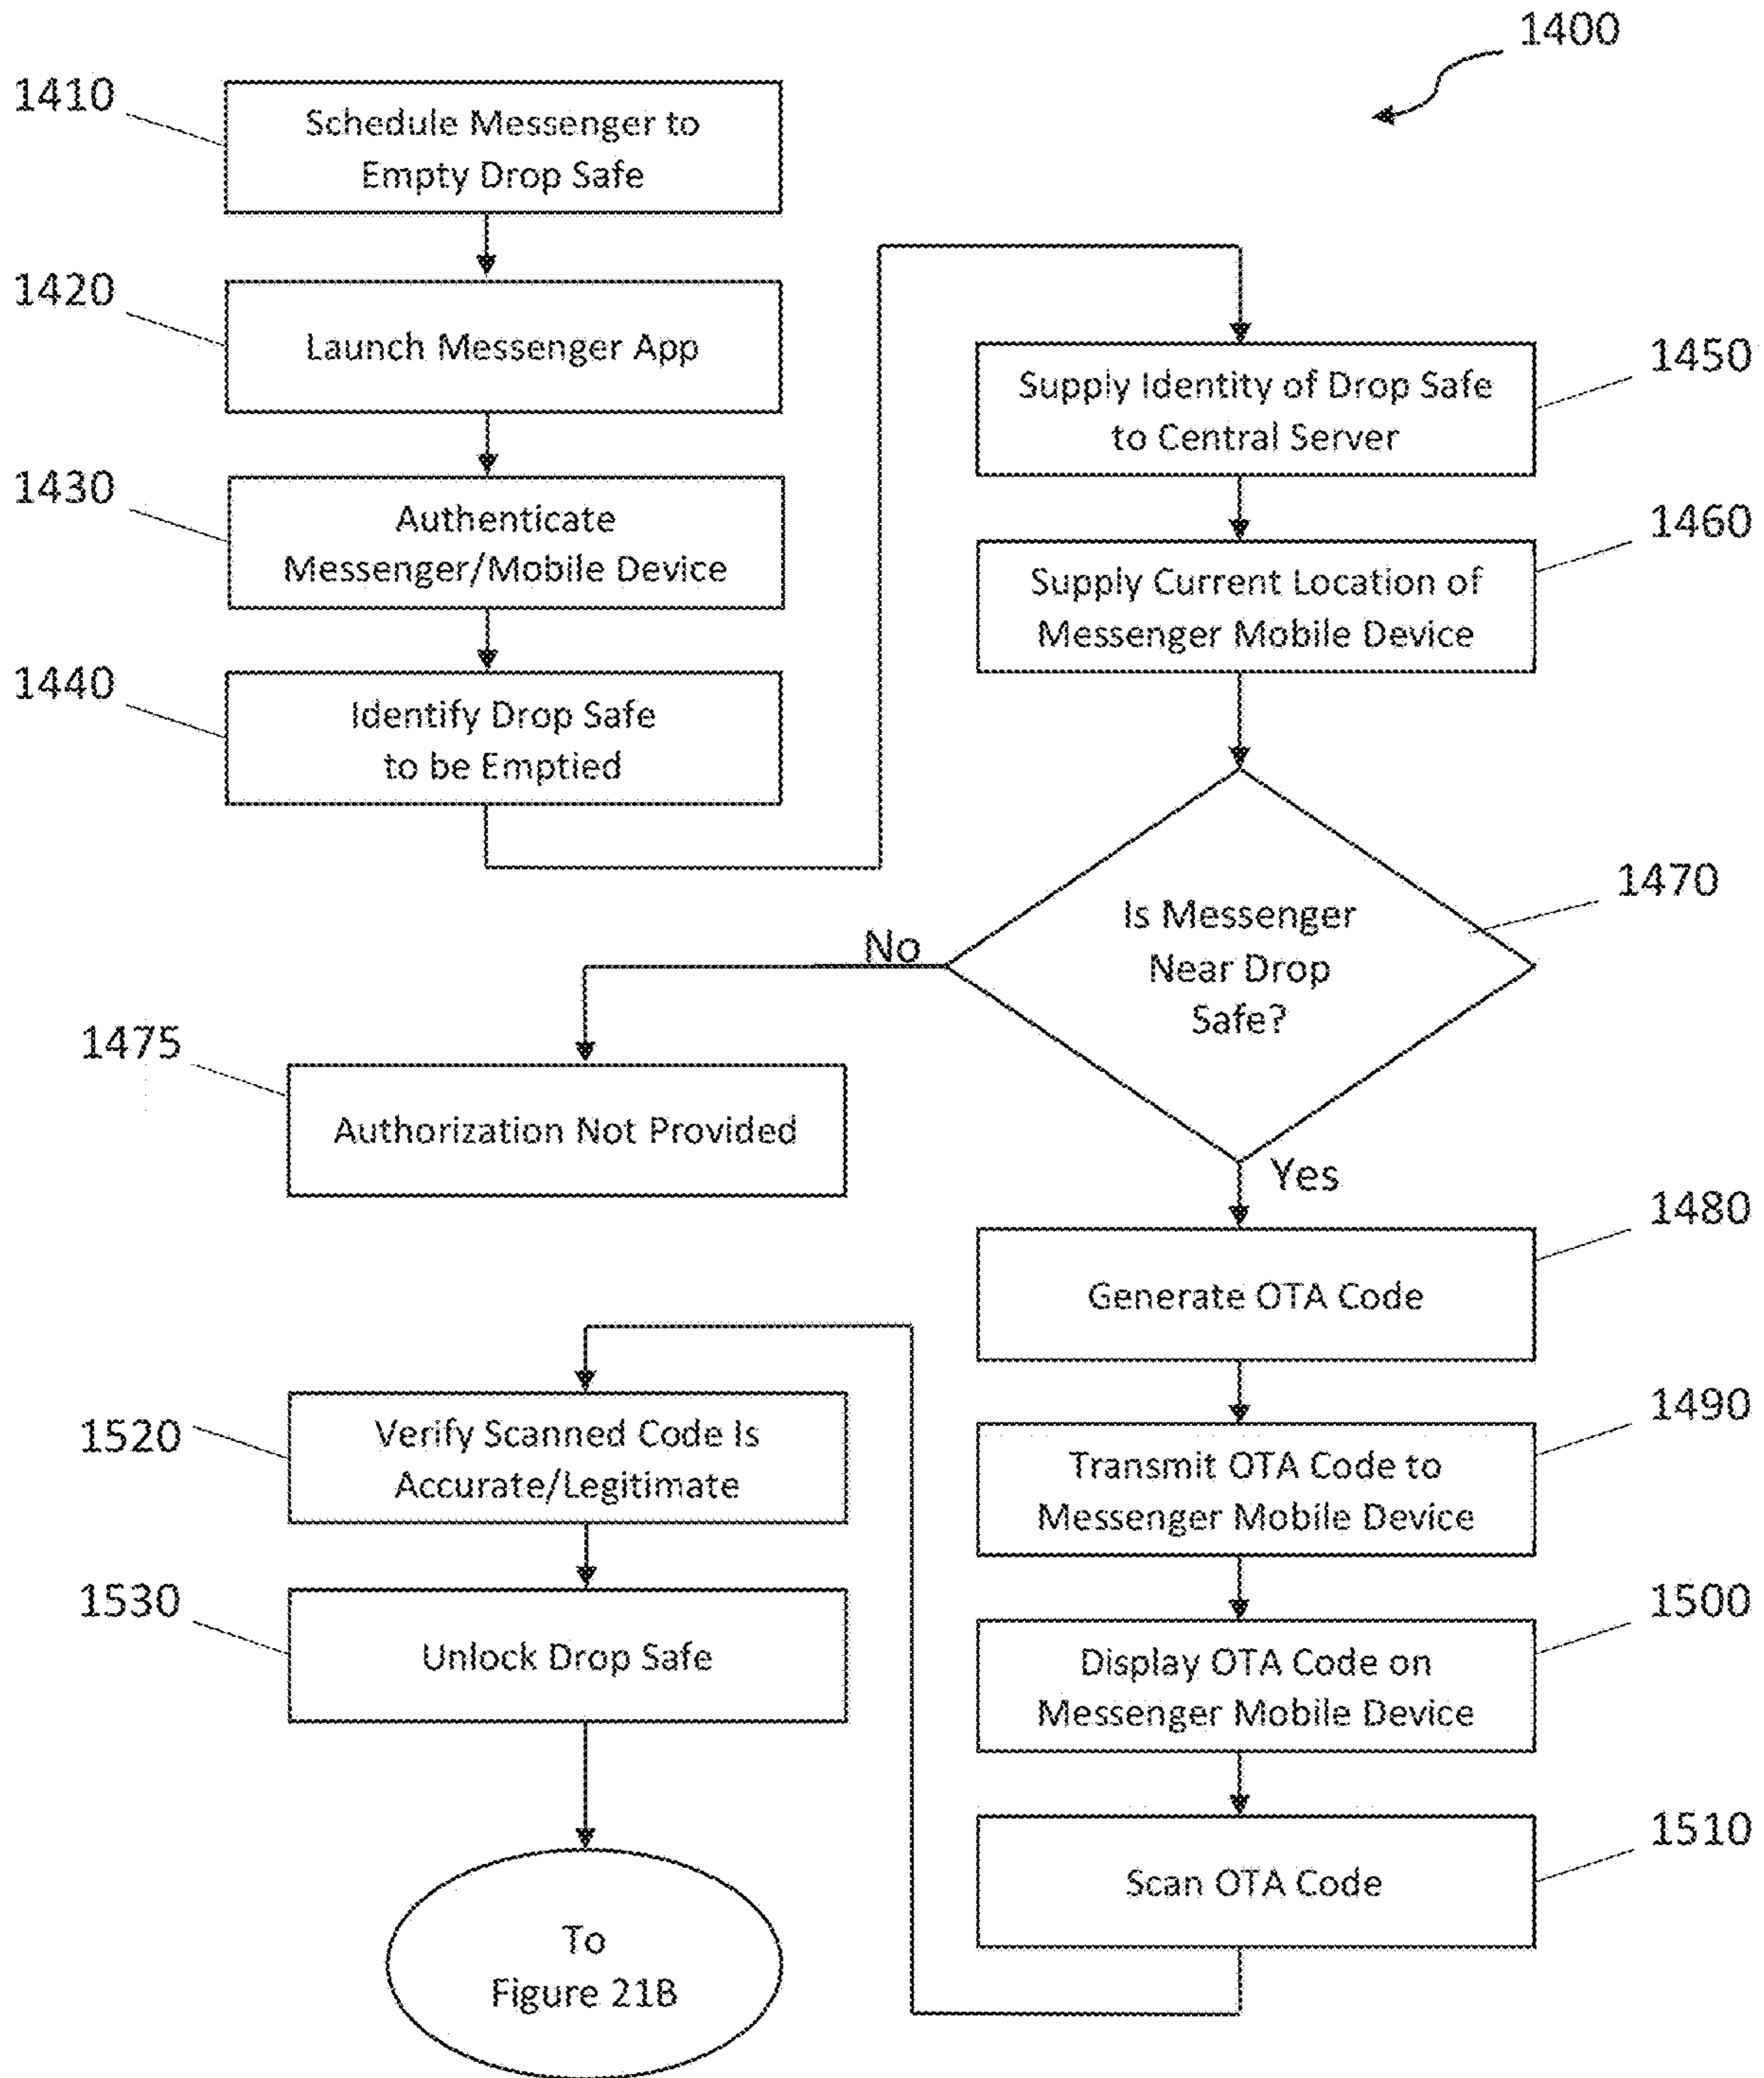 1400
1410
Schedule Messenger to
Empty Drop Safe
1420
Launch Messenger App
1430
Authenticate
Messenger/Mobile Device
1440
Identify Drop Safe
to be Emptied
1450
Supply Identity of Drop Safe
to Central Server
1460
Supply Current Location of
Messenger Mobile Device
1470
Is Messenger
Near Drop
Safe?
No
1475
Authorization Not Provided
Yes
1480
Generate OTA Code
1490
Transmit OTA Code to
Messenger Mobile Device
1500
Display OTA Code on
Messenger Mobile Device
1510
Scan OTA Code
1520
Verify Scanned Code Is
Accurate/Legitimate
1530
Unlock Drop Safe
To
Figure 21B